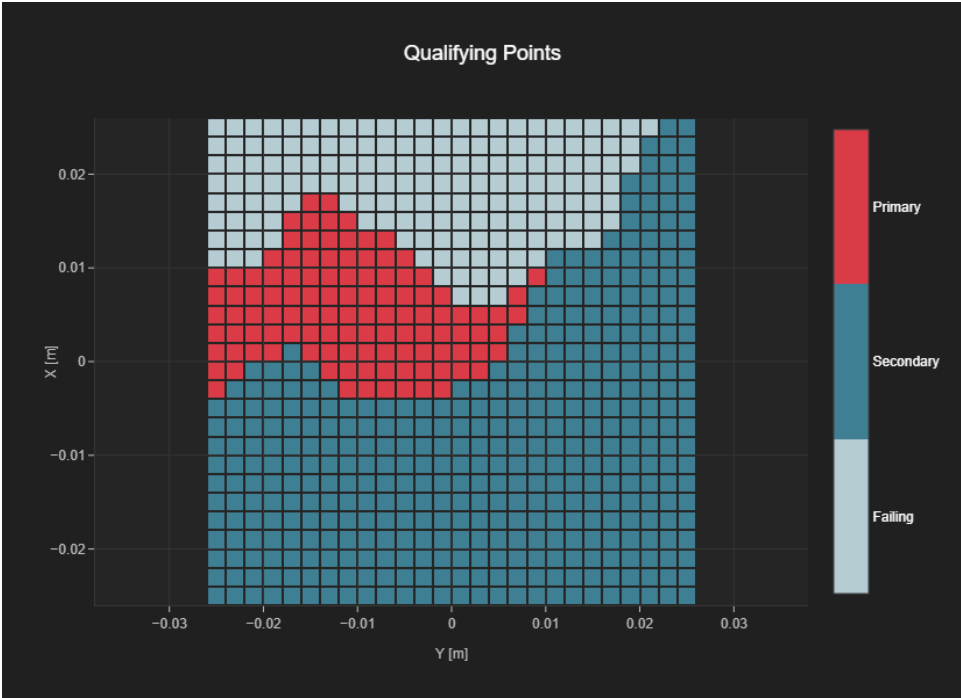 Qualifying Points
0.02
0.01
0
−0.01
−0.02
X [m]
−0.03
−0.02
−0.01
0
0.01
0.02
0.03
Y [m]
Primary
Secondary
Failing